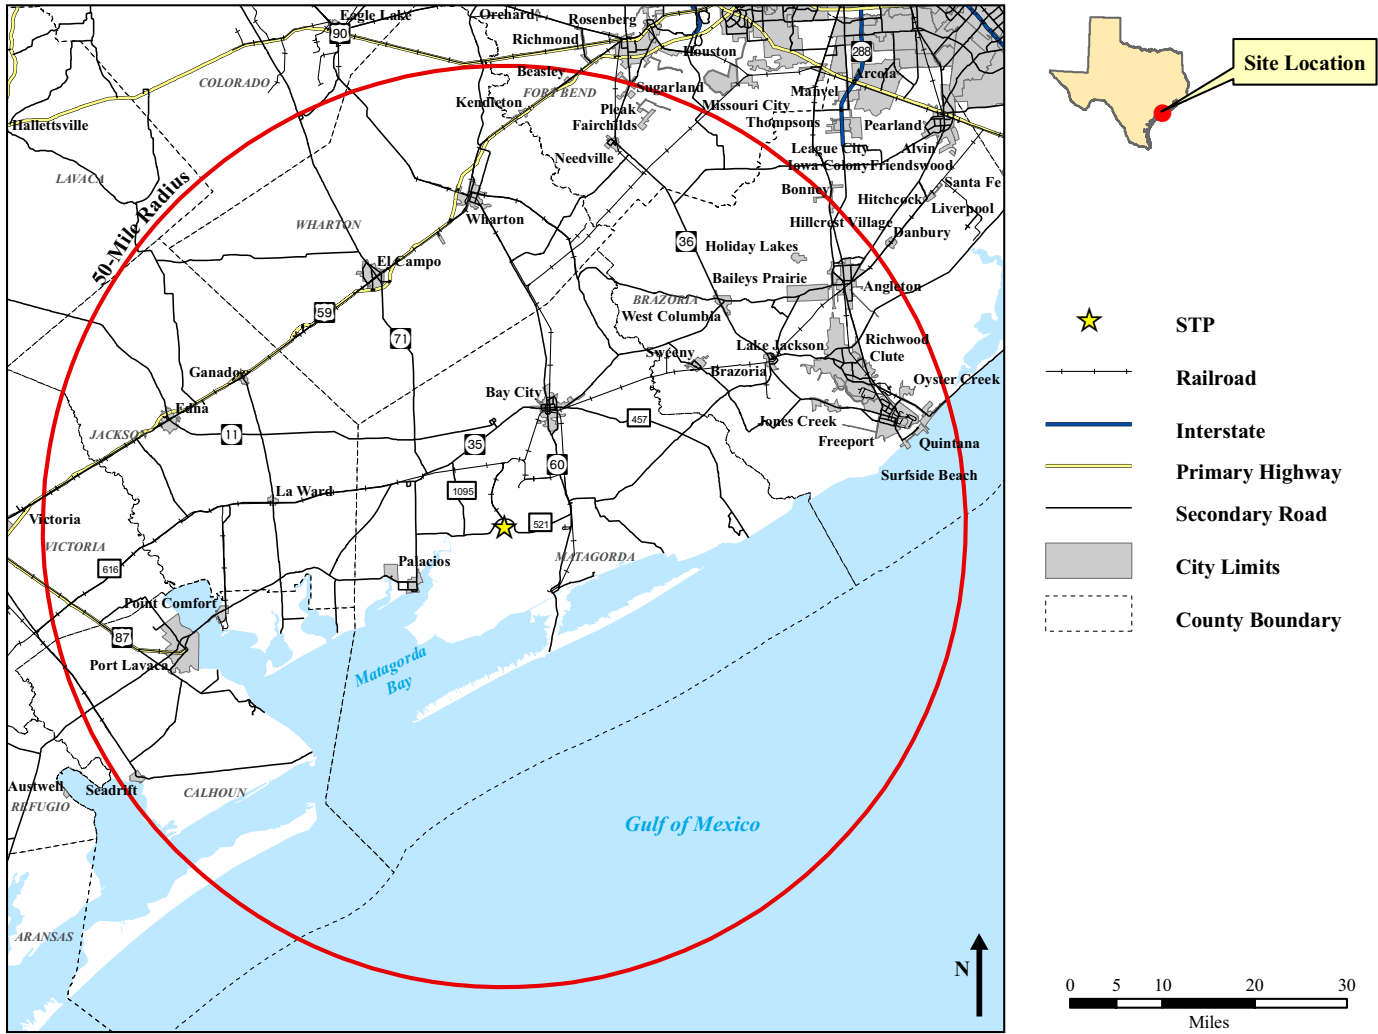 Eagle Lake
Orchard
Rosenberg
90
Richmond
Houston
288
COLORADO
Beasley
FORT BEND
Arcola
Sugarland
Manvel
Kendleton
Missouri City
Pleak
Hallettsville
Fairchilds
Thompsons
Pearland
Needville
League City
Alvin
Iowa Colony
Friendswood
LAVACA
50-Mile Radius
Bonney
Santa Fe
Hitchcock
Liverpool
WHARTON
Wharton
Hillcrest Village
Danbury
36
Holiday Lakes
El Campo
Baileys Prairie
Angleton
59
BRAZORIA
West Columbia
71
Richwood
Lake Jackson
Sweeny
Clute
Ganado
Brazoria
Oyster Creek
Bay City
Edna
457
Jones Creek
JACKSON
11
35
Freeport
Quintana
60
Surfside Beach
La Ward
1095
Victoria
521
VICTORIA
MATAGORDA
616
Palacios
Point Comfort
87
Port Lavaca
Matagorda
Bay
Austwell
Seadrift
REFUGIO
CALHOUN
Gulf of Mexico
ARANSAS
N
Site Location
STP
Railroad
Interstate
Primary Highway
Secondary Road
City Limits
County Boundary
0 5 10 20 30
Miles